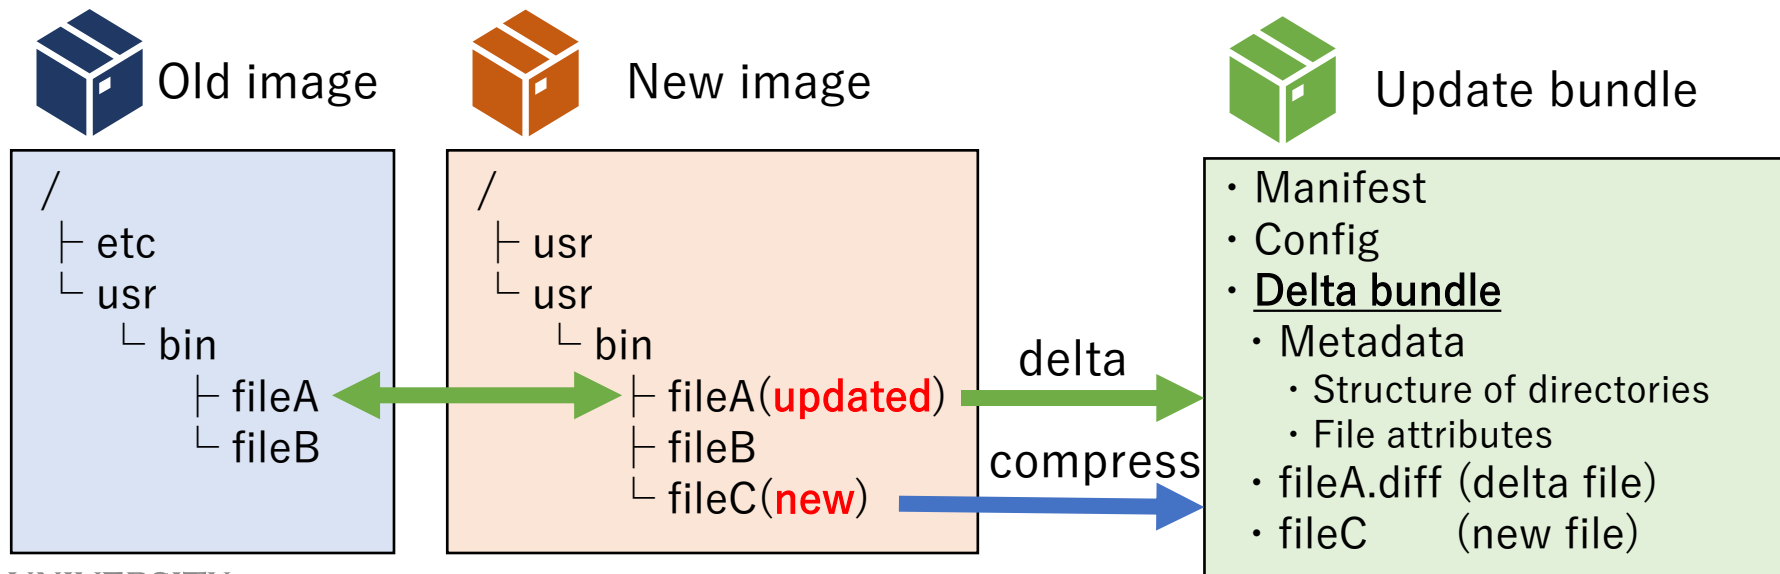 Old image
/
├ etc
└ usr
└ bin
├ fileA
└ fileB
New image
/
├ usr
└ usr
└ bin
├ fileA(updated)
├ fileB
└ fileC(new)
delta
compress
Update bundle
・Manifest
・Config
・Delta bundle
・Metadata
・Structure of directories
・File attributes
・fileA.diff (delta file)
・fileC (new file)